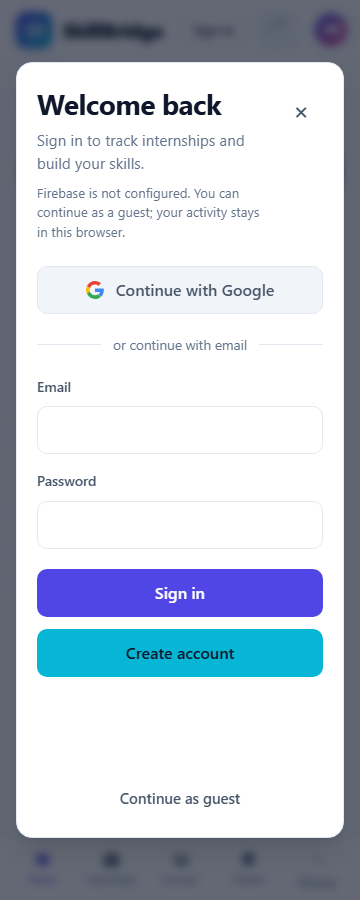 Welcome back
Sign in to track internships and
build your skills.
Firebase is not configured. You can
continue as a guest; your activity stays
in this browser.
Continue with Google
or continue with email
Email
Password
Sign in
Create account
Continue as guest